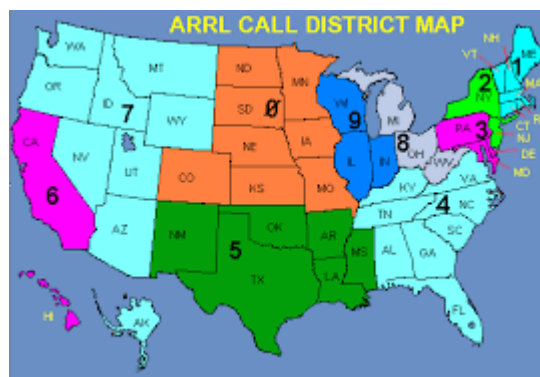 ARRL CALL DISTRICT MAP
NH
WA
VT
ME
1
MT
ND
MN
OR
2
MA
ID
7
SD
0
WI
9
MI
NY
R
WY
CT
PA
3
NJ
CA
NE
IA
8
OH
DE
NV
UT
IL
IN
WV
MD
6
CO
KS
MO
KY
VA
4
NC
TN
AZ
NM
5
OK
AR
SC
MS
AL
GA
TX
LA
HI
AK
FL